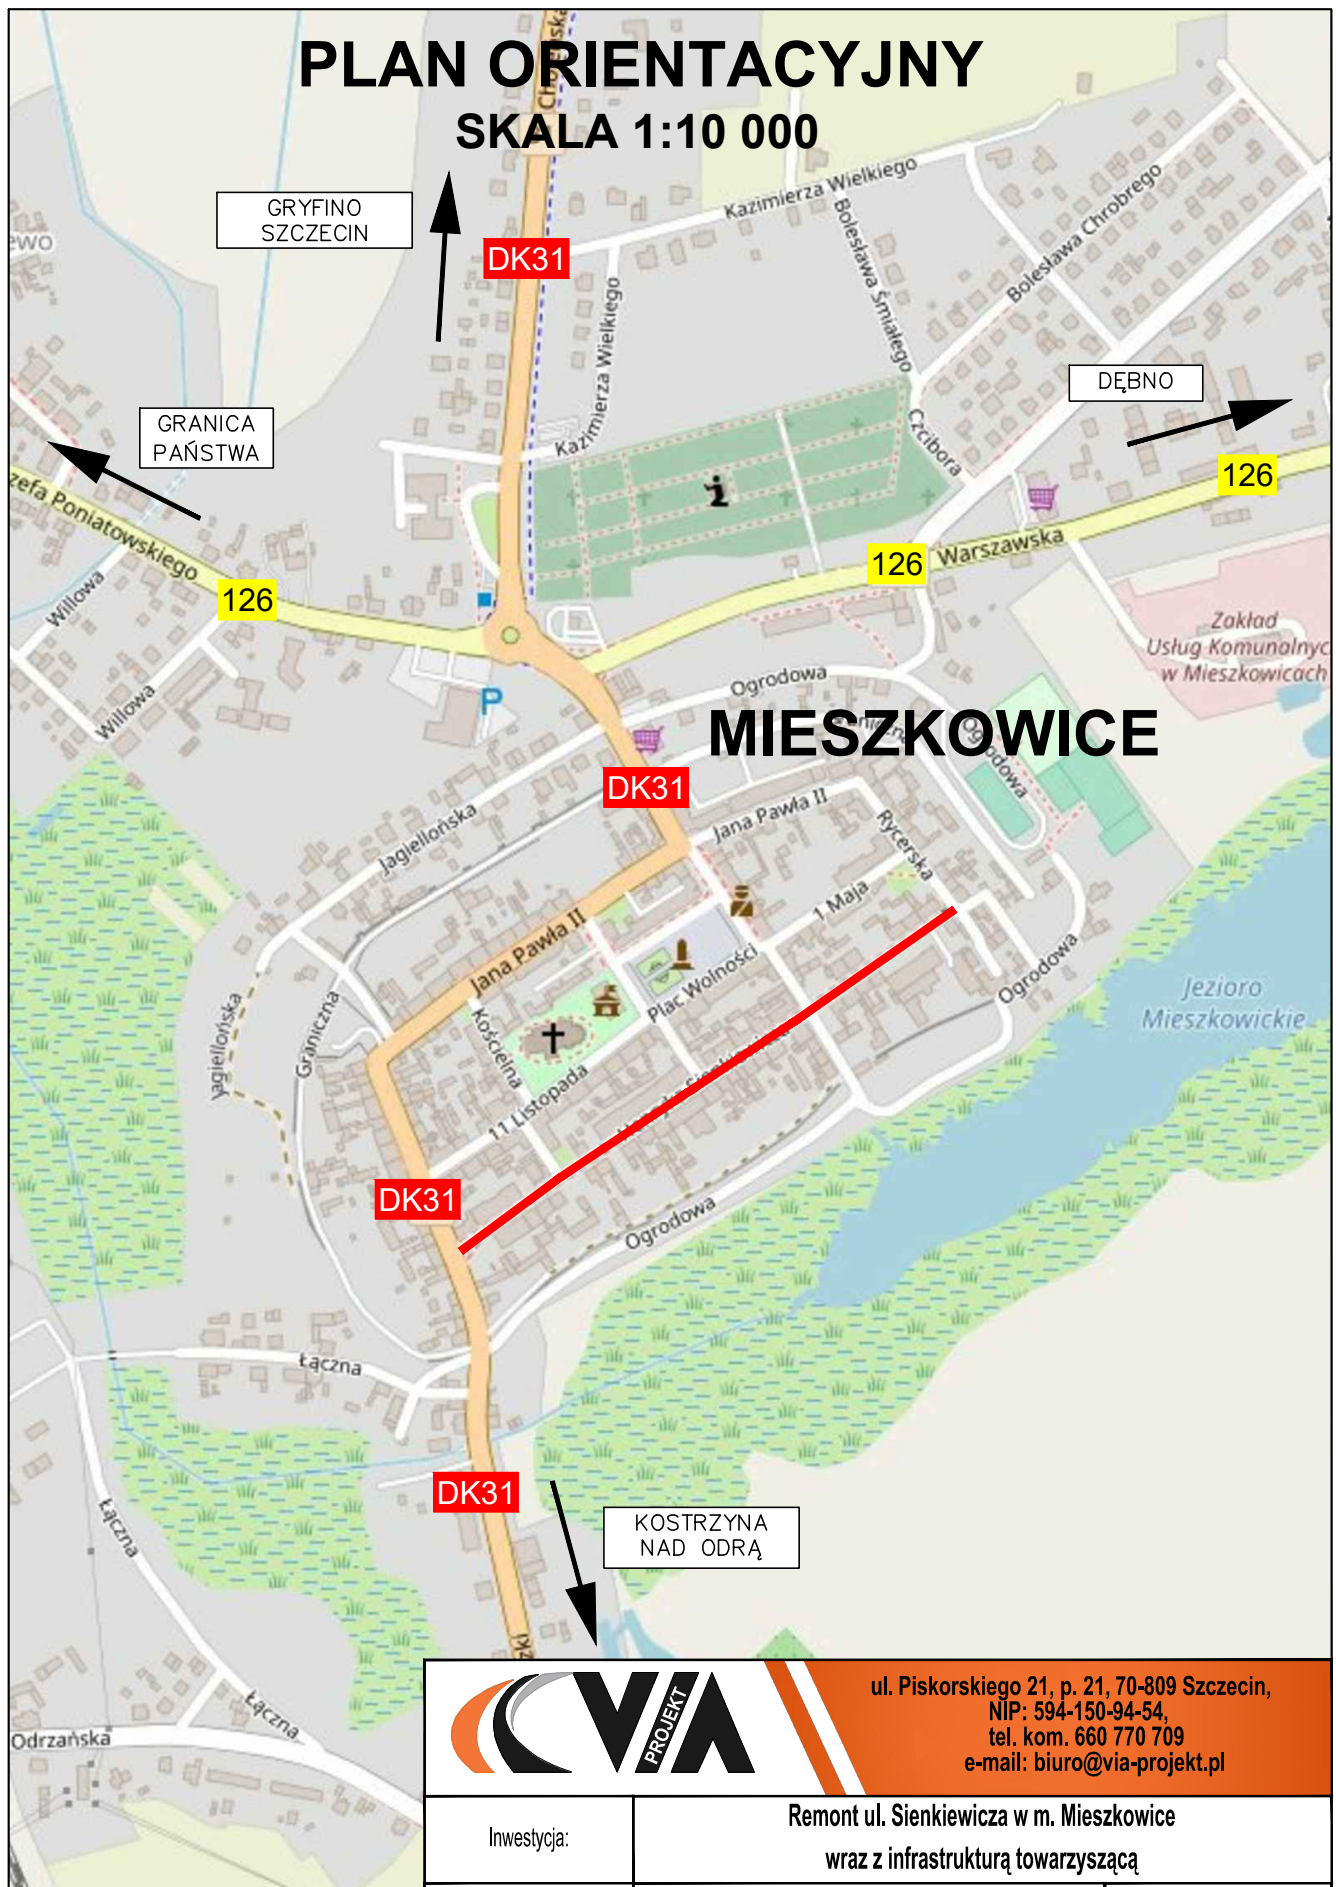 PLAN ORIENTACYJNY
SKALA 1:10 000
GRYFINO
SZCZECIN
DK31
Kazimierza Wielkiego
Bolesława Śmiałego
Bolesława Chrobrego
Kazimierza Wielkiego
Czcibora
DĘBNO
GRANICA
PAŃSTWA
126
zefa Poniatowskiego
126
Willowa
126
Warszawska
Willowa
Zakład
Usług Komunalnyc
w Mieszkowicach
P
Ogrodowa
MIESZKOWICE
Ogrodowa
DK31
Jana Pawła II
Rycerska
Jagiellońska
1 Maja
Jana Pawła II
Plac Wolności
Ogrodowa
Jezioro
Mieszkowickie
Jagiellońska
Graniczna
Kościelna
11 Listopada
DK31
Ogrodowa
Łączna
DK31
KOSTRZYNA
NAD ODRĄ
Łączna
Łączna
Odrzańska
VIA
PROJEKT
ul. Piskorskiego 21, p. 21, 70-809 Szczecin,
NIP: 594-150-94-54,
tel. kom. 660 770 709
e-mail: biuro@via-projekt.pl
Inwestycja:
Remont ul. Sienkiewicza w m. Mieszkowice
wraz z infrastrukturą towarzyszącą